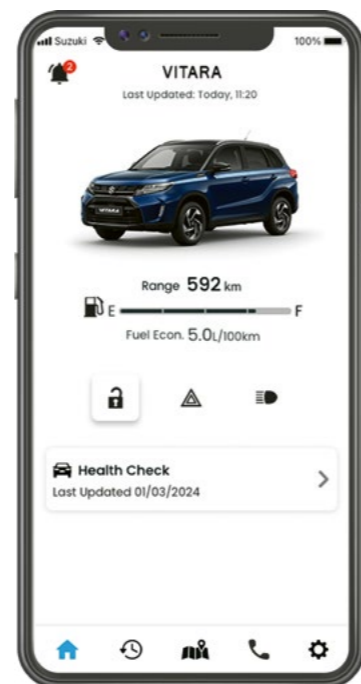 Suzuki 100%
2
VITARA
Last Updated: Today, 11:20
VITARA
Range 592 km
E F
Fuel Econ. 5.0L/100km
Health Check
Last Updated 01/03/2024